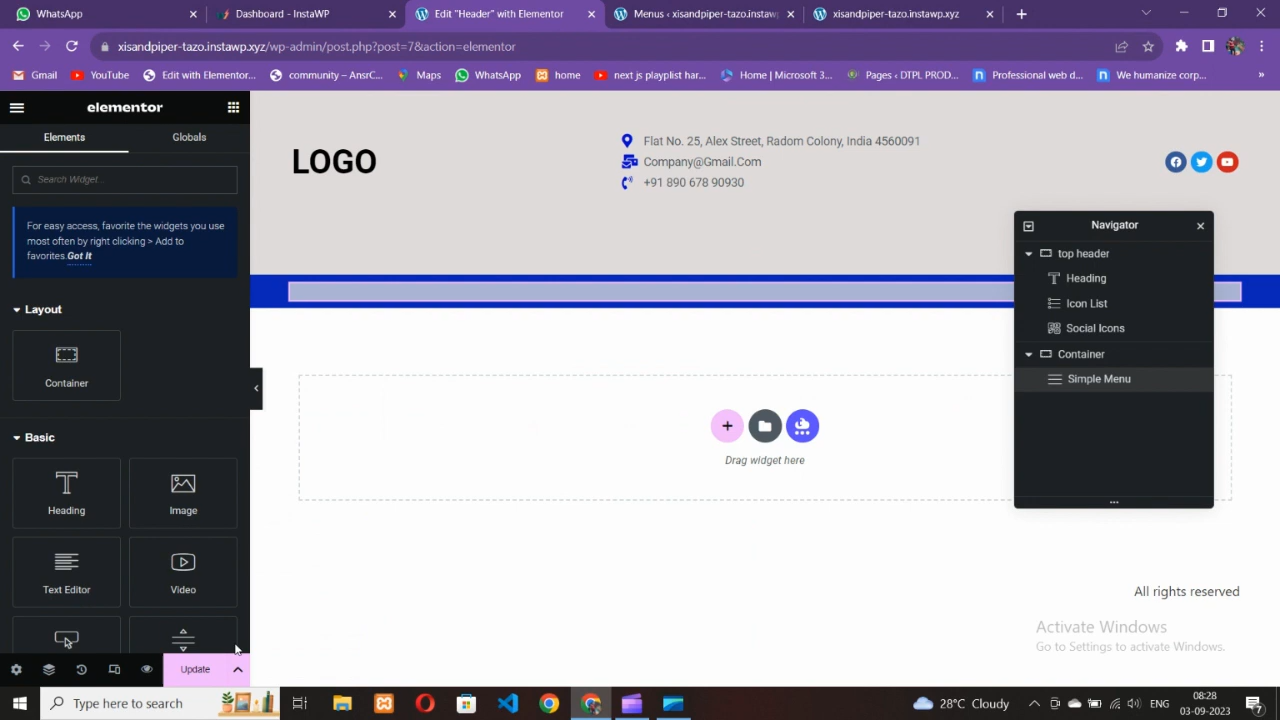 WhatsApp
Dashboard - InstaWP
Edit "Header" with Elementor
Menus ‹ xisandpiper-tazo.instawp
xisandpiper-tazo.instawp.xyz
xisandpiper-tazo.instawp.xyz/wp-admin/post.php?post=7&action=elementor
Gmail
YouTube
Edit with Elementor...
community – AnsrC...
Maps
WhatsApp
home
next js playplist har...
Home | Microsoft 3...
Pages ‹ DTPL PROD...
Professional web d...
We humanize corp...
»
elementor
Elements
Globals
Search Widget...
For easy access, favorite the widgets you use
most often by right clicking > Add to
favorites.Got It
Layout
Container
Basic
Heading
Image
Text Editor
Video
Update
LOGO
Flat No. 25, Alex Street, Radom Colony, India 4560091
Company@Gmail.Com
+91 890 678 90930
Navigator
top header
Heading
Icon List
Social Icons
Container
Simple Menu
Drag widget here
All rights reserved
Activate Windows
Go to Settings to activate Windows.
Type here to search
28°C Cloudy
ENG
08:28
03-09-2023
7